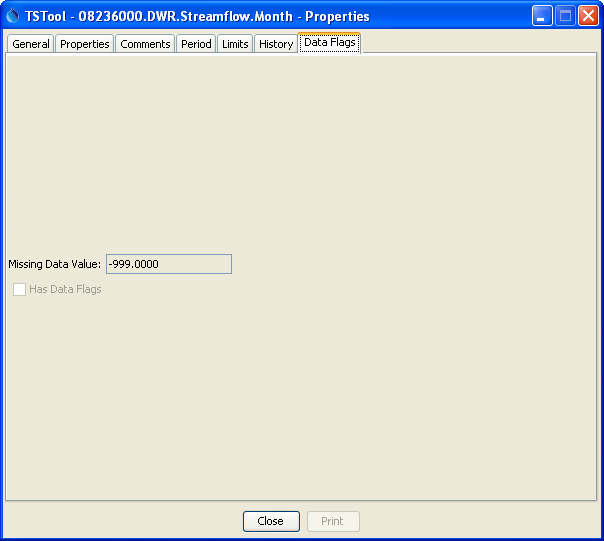 TSTool - 08236000.DWR.Streamflow.Month - Properties
General Properties Comments Period Limits History Data Flags
Missing Data Value: -999.0000
Has Data Flags
Close Print